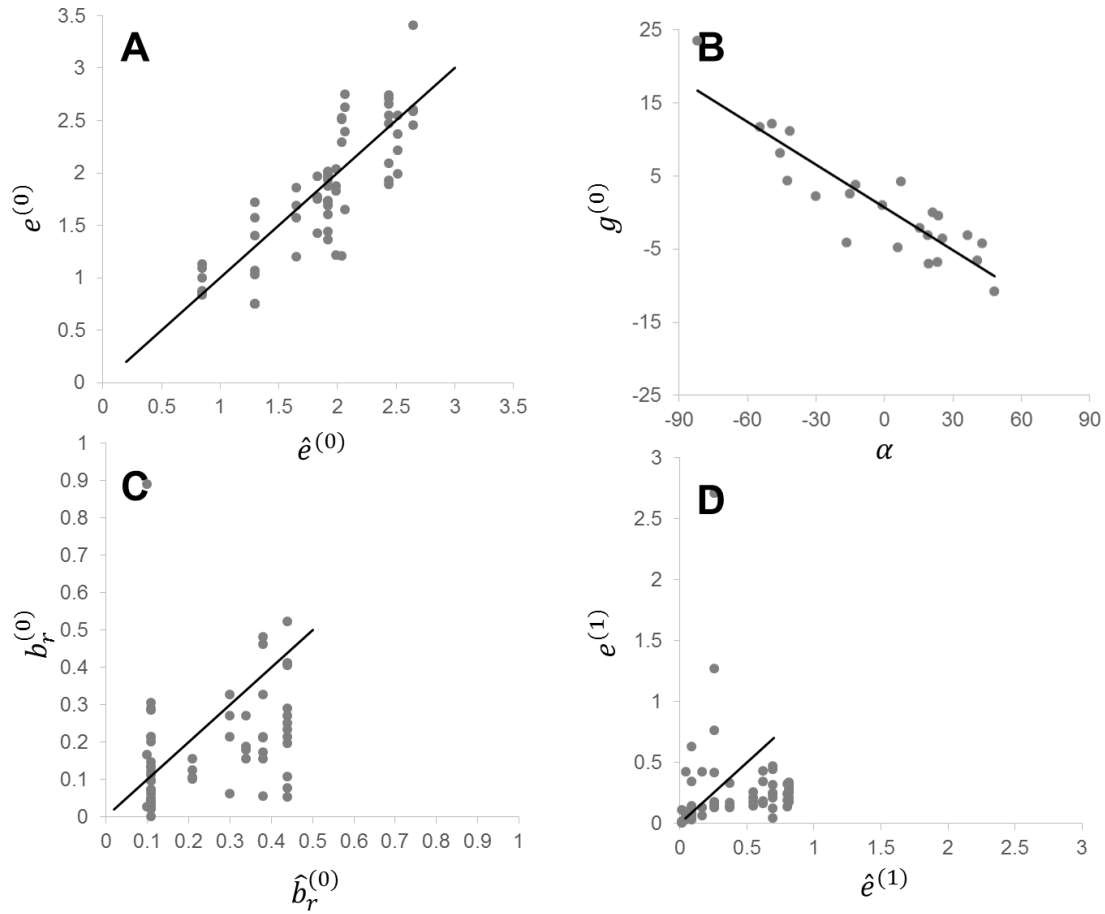 A
3.5
3
2.5
2
1.5
1
0.5
0
e^{(0)}
0 0.5 1 1.5 2 2.5 3 3.5
ê^{(0)}
B
25
15
5
-5
-15
-25
g^{(0)}
-90 -60 -30 0 30 60 90
α
C
1
0.9
0.8
0.7
0.6
0.5
0.4
0.3
0.2
0.1
0
b_r^{(0)}
0 0.1 0.2 0.3 0.4 0.5 0.6 0.7 0.8 0.9 1
b̂_r^{(0)}
D
3
2.5
2
1.5
1
0.5
0
e^{(1)}
0 0.5 1 1.5 2 2.5 3
ê^{(1)}